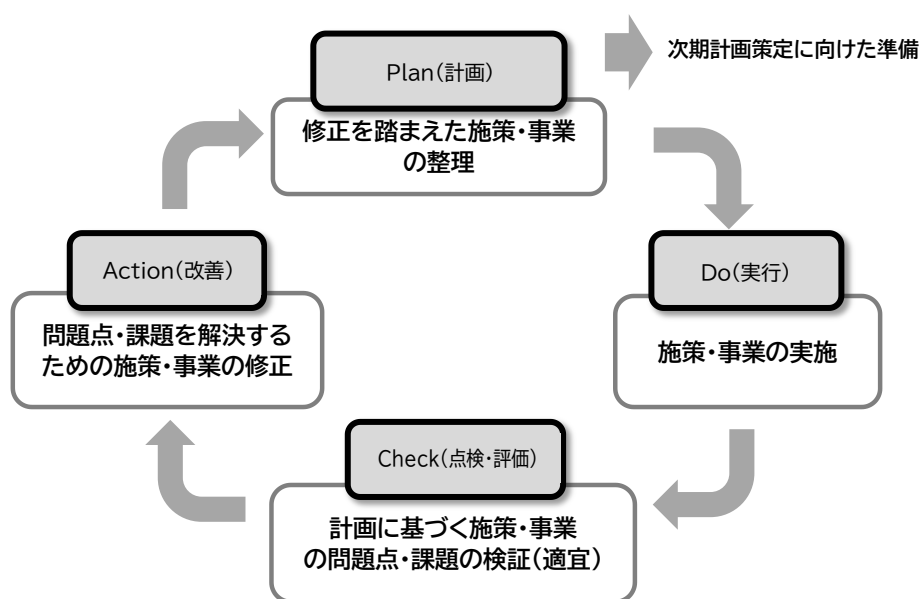 Plan(計画)
修正を踏まえた施策・事業
の整理
次期計画策定に向けた準備
Do(実行)
施策・事業の実施
Check(点検・評価)
計画に基づく施策・事業
の問題点・課題の検証(適宜)
Action(改善)
問題点・課題を解決する
ための施策・事業の修正